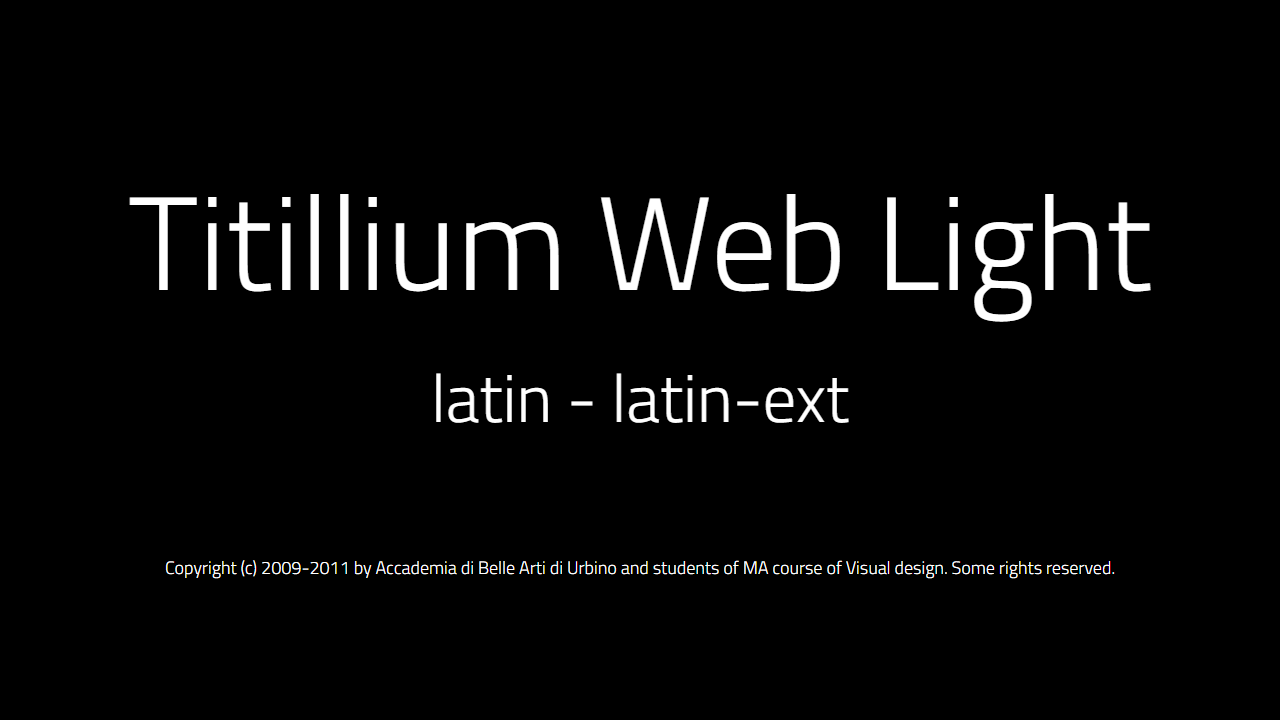 Titillium Web Light
latin - latin-ext
Copyright (c) 2009-2011 by Accademia di Belle Arti di Urbino and students of MA course of Visual design. Some rights reserved.